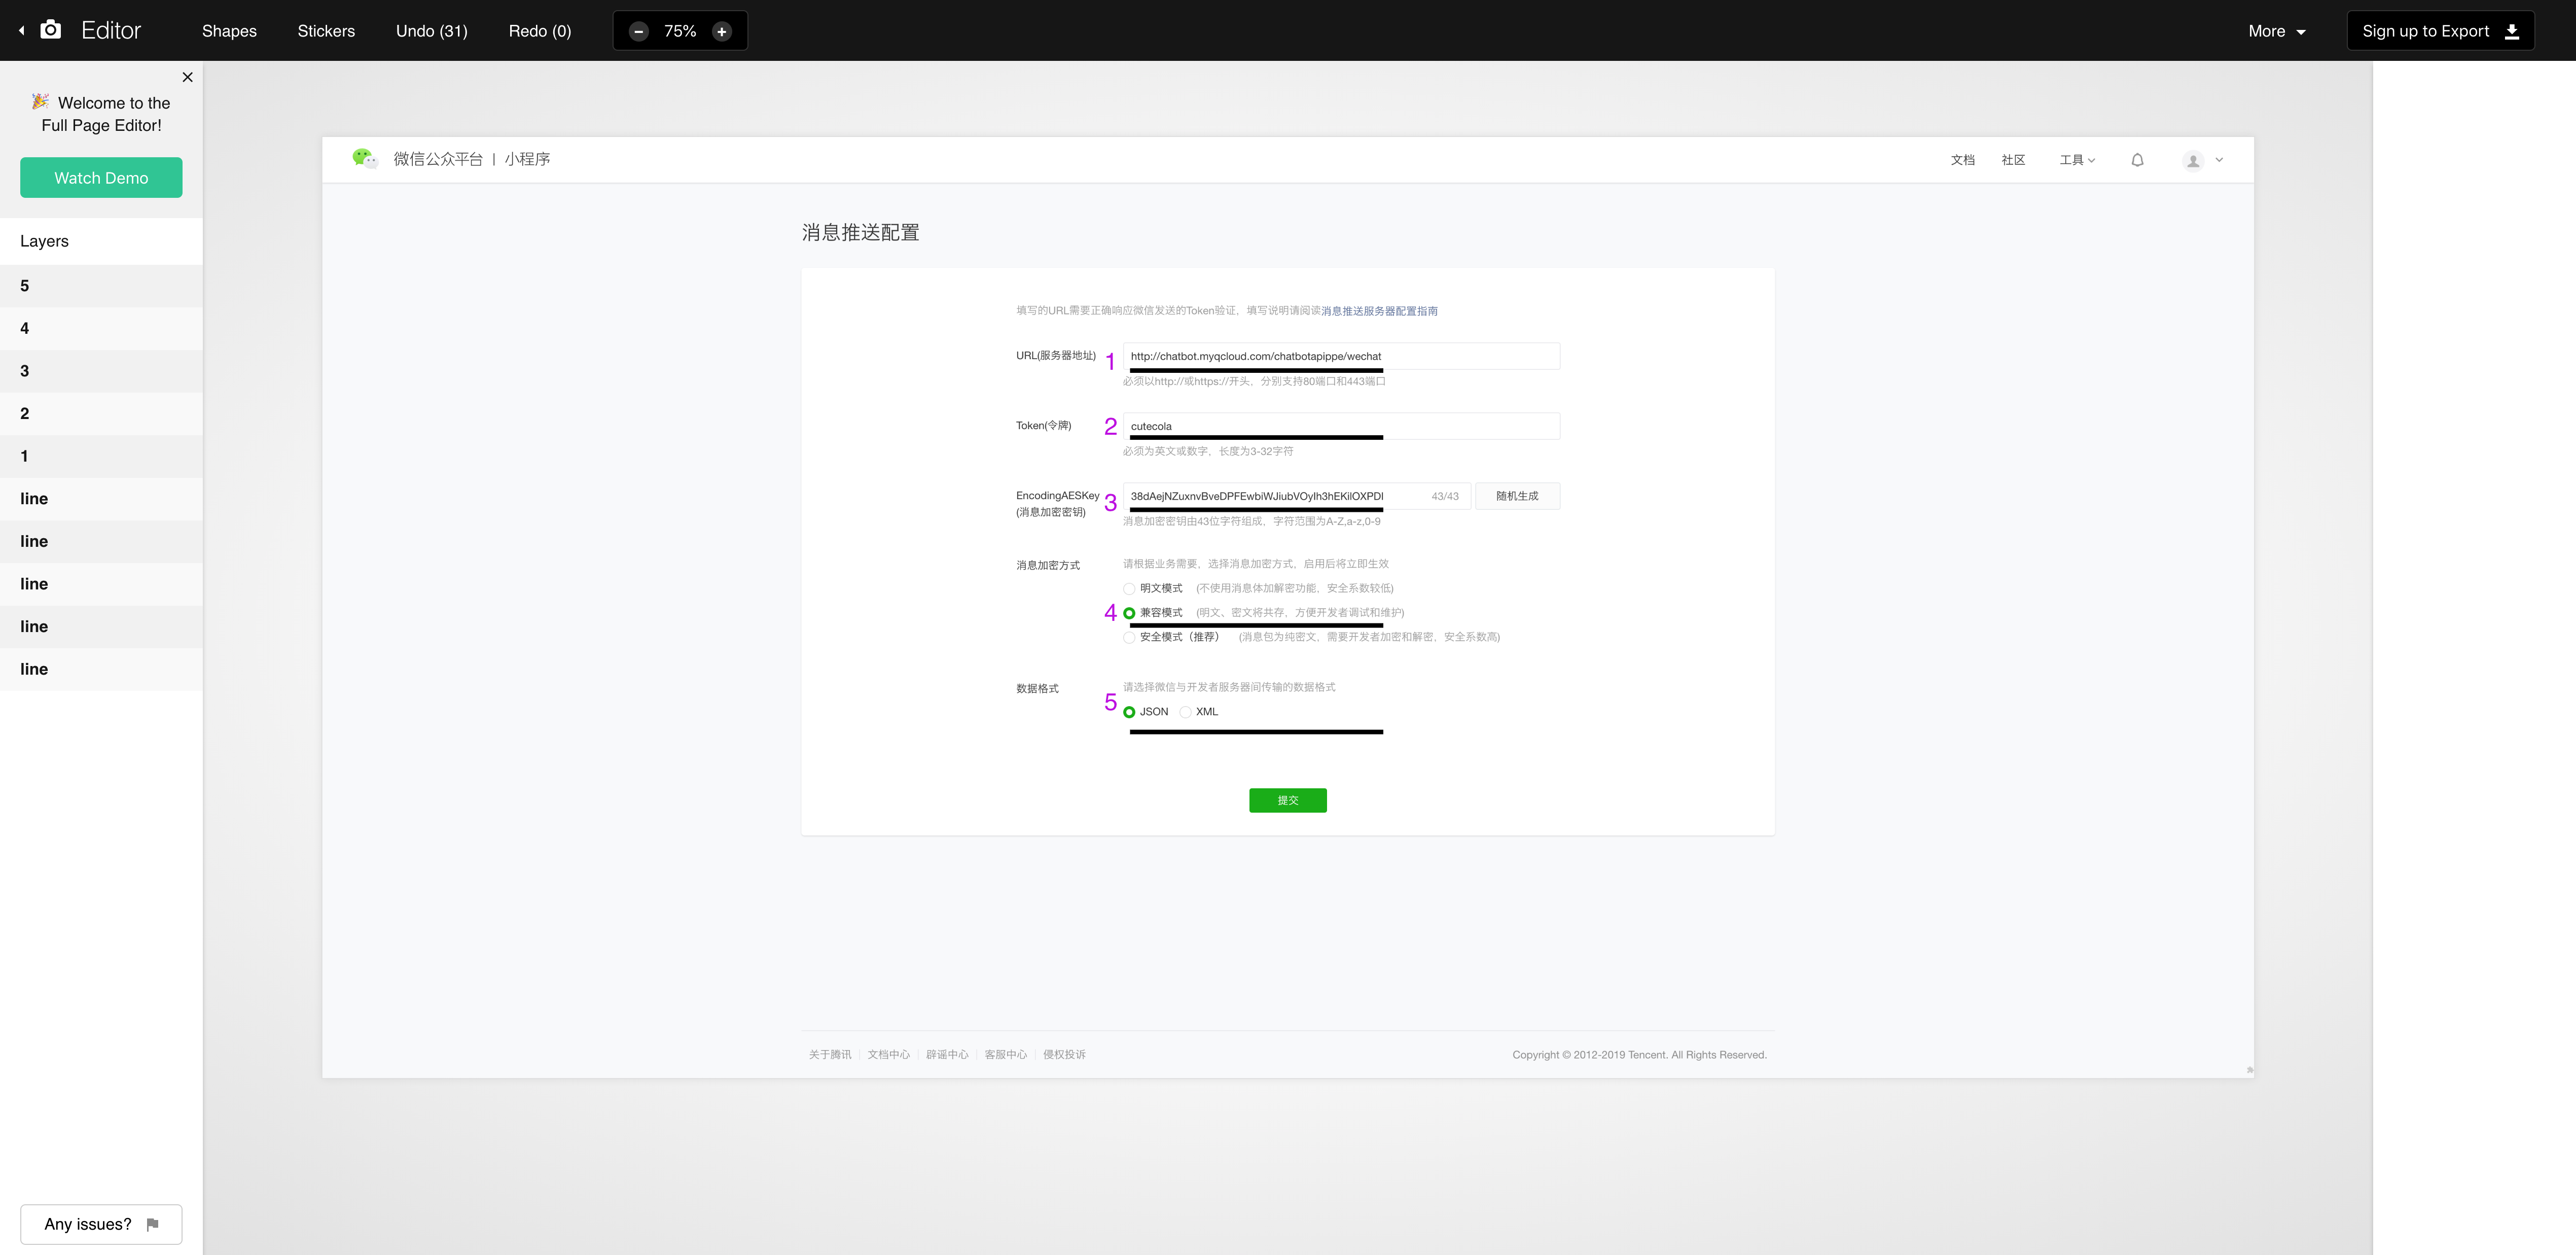 Editor
Shapes
Stickers
Undo (31)
Redo (0)
75%
More
Sign up to Export
Welcome to the
Full Page Editor!
Watch Demo
Layers
5
4
3
2
1
line
line
line
line
line
Any issues?
微信公众平台 | 小程序
文档
社区
工具
消息推送配置
填写的URL需要正确响应微信发送的Token验证，填写说明请阅读消息推送服务器配置指南
URL(服务器地址)
1
http://chatbot.myqcloud.com/chatbotapippe/wechat
必须以http://或https://开头，分别支持80端口和443端口
Token(令牌)
2
cutecola
必须为英文或数字，长度为3-32字符
EncodingAESKey
(消息加密密钥)
3
43/43
随机生成
消息加密密钥由43位字符组成，字符范围为A-Z,a-z,0-9
消息加密方式
请根据业务需要，选择消息加密方式，启用后将立即生效
明文模式 (不使用消息体加解密功能，安全系数较低)
4
兼容模式 (明文、密文将共存，方便开发者调试和维护)
安全模式（推荐） (消息包为纯密文，需要开发者加密和解密，安全系数高)
数据格式
请选择微信与开发者服务器间传输的数据格式
5
JSON
XML
提交
关于腾讯
文档中心
辟谣中心
客服中心
侵权投诉
Copyright © 2012-2019 Tencent. All Rights Reserved.